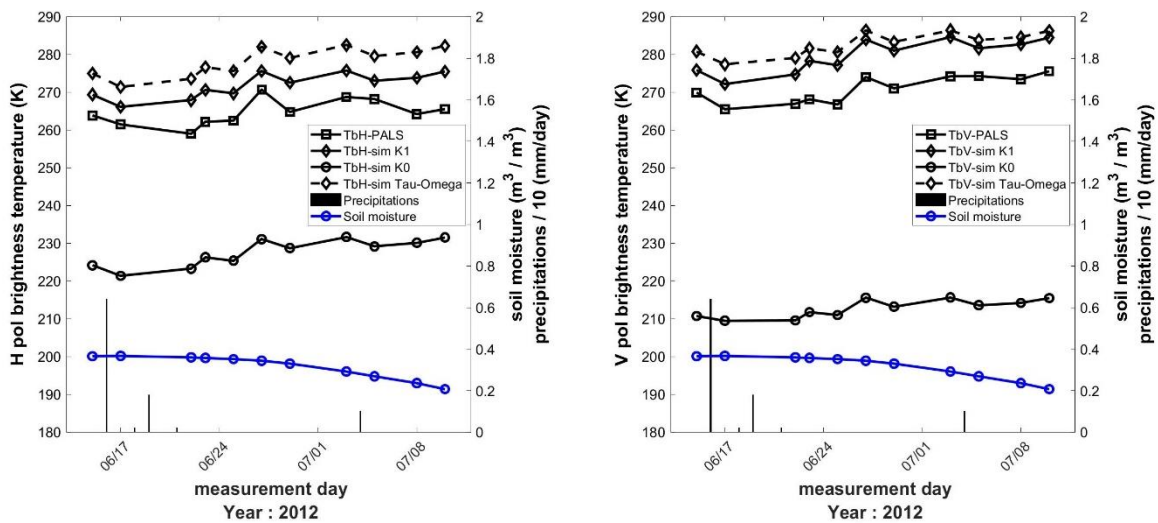 H pol brightness temperature (K)
290
280
270
260
250
240
230
220
210
200
190
180
TbH-PALS
TbH-sim K1
TbH-sim K0
TbH-sim Tau-Omega
Precipitations
Soil moisture
2
1.8
1.6
1.4
1.2
1
0.8
0.6
0.4
0.2
0
soil moisture (m³ / m³)
precipitations / 10 (mm/day)
06/17
06/24
07/01
07/08
measurement day
Year : 2012
V pol brightness temperature (K)
290
280
270
260
250
240
230
220
210
200
190
180
TbV-PALS
TbV-sim K1
TbV-sim K0
TbV-sim Tau-Omega
Precipitations
Soil moisture
2
1.8
1.6
1.4
1.2
1
0.8
0.6
0.4
0.2
0
soil moisture (m³ / m³)
precipitations / 10 (mm/day)
06/17
06/24
07/01
07/08
measurement day
Year : 2012